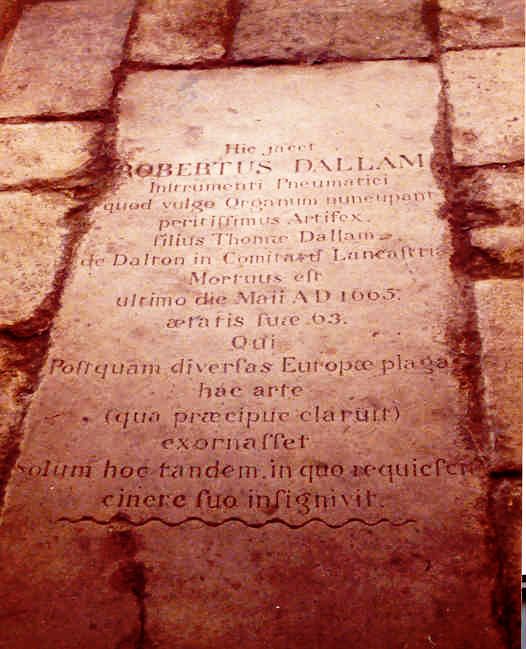 Hic jacet
ROBERTUS DALLAM
Inſtrumenti Pneumatici
quod vulgo Organum nuncupant
peritiſſimus Artifex.
filius Thomæ Dallam
de Dalton in Comitatus Lancaſtriæ
Mortuus eſt
ultimo die Maii A D 1665.
ætatis ſuæ 63.
Qui
Poſtquam diverſas Europæ plagas
hâc arte
(qua præcipue claruit)
exornaſſet
solum hoc tandem, in quo requieſcit
cinere ſuo inſignivit.